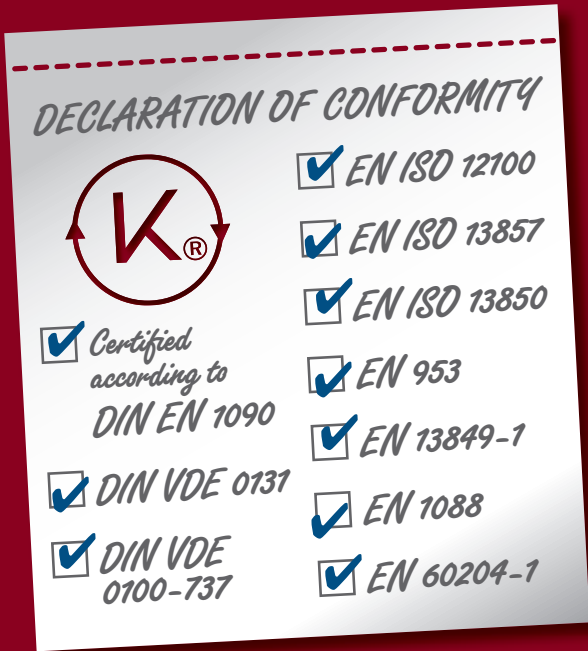 DECLARATION OF CONFORMITY
K®
Certified
according to
DIN EN 1090
DIN VDE 0131
DIN VDE
0100-737
EN ISO 12100
EN ISO 13857
EN ISO 13850
EN 953
EN 13849-1
EN 1088
EN 60204-1